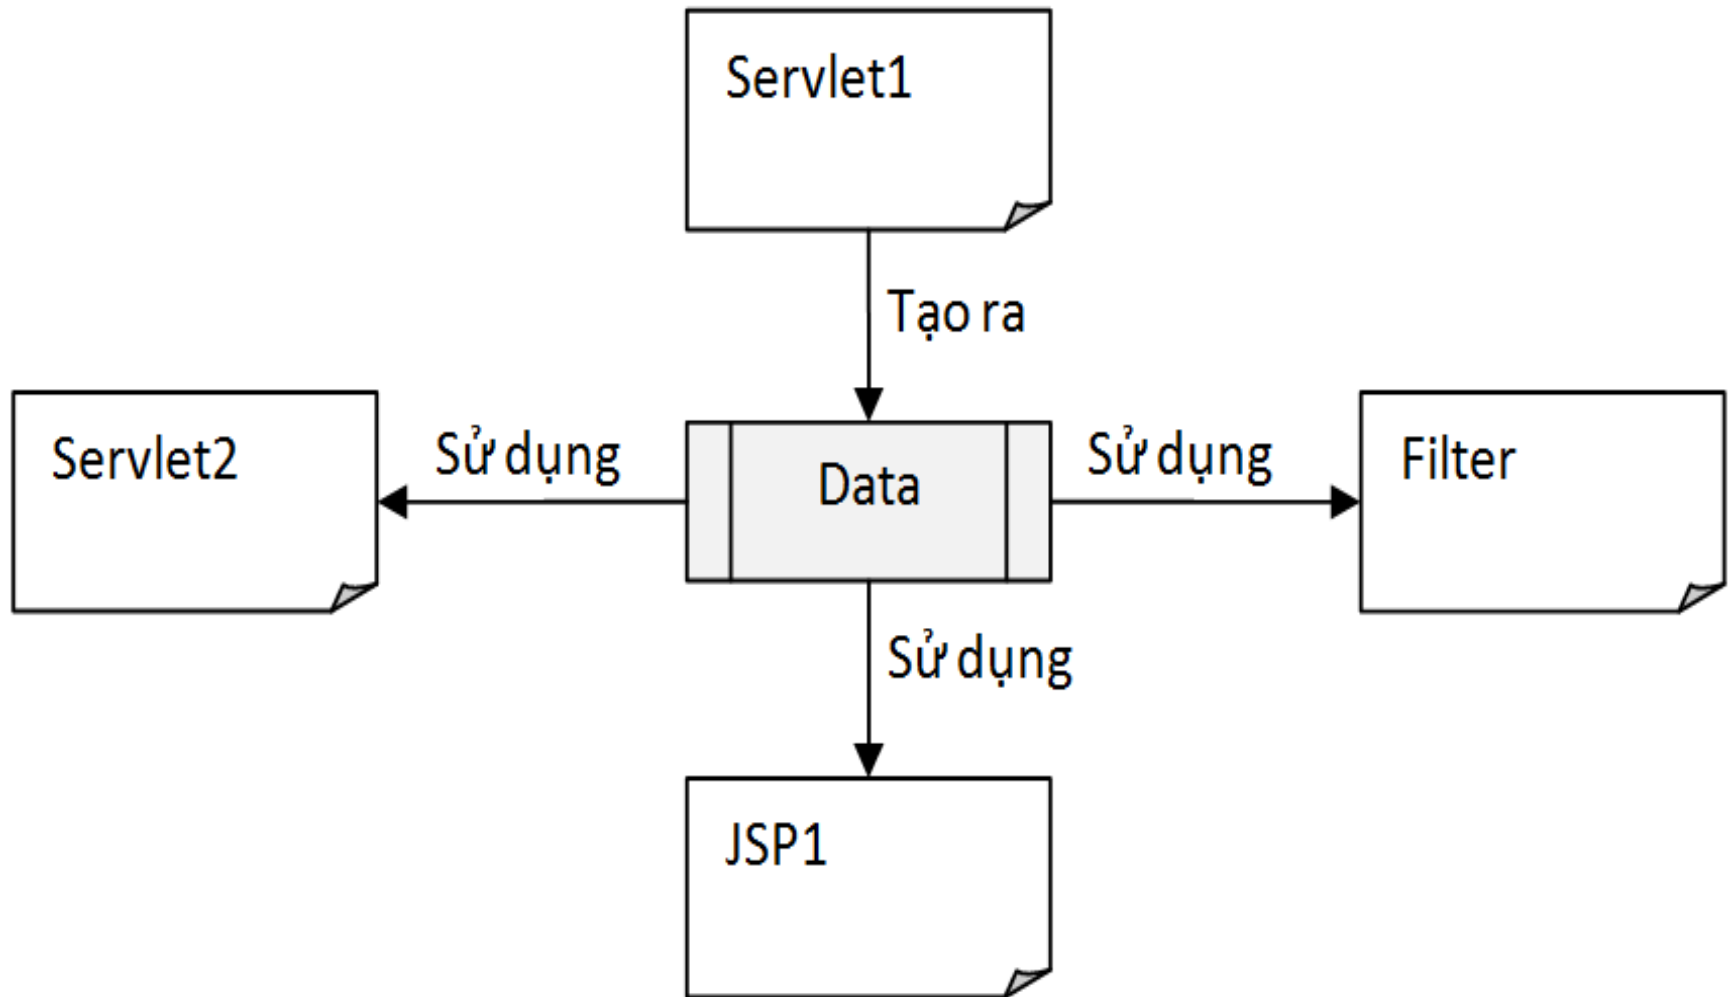 Servlet1
Tạo ra
Servlet2
Sử dụng
Data
Sử dụng
Filter
Sử dụng
JSP1